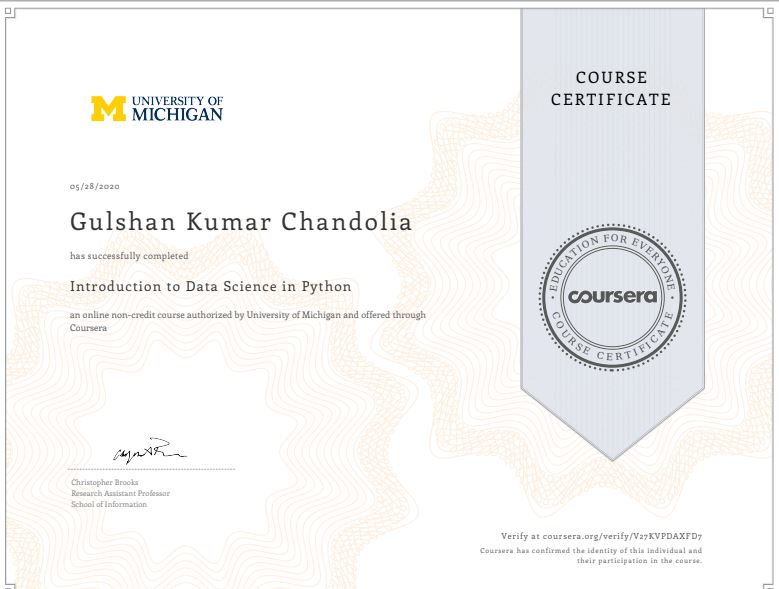 UNIVERSITY OF
MICHIGAN
COURSE
CERTIFICATE
05/28/2020
Gulshan Kumar Chandolia
has successfully completed
Introduction to Data Science in Python
an online non-credit course authorized by University of Michigan and offered through
Coursera
EDUCATION FOR EVERYONE
coursera
COURSE CERTIFICATE
Christopher Brooks
Research Assistant Professor
School of Information
Verify at coursera.org/verify/V27KVPDAXFD7
Coursera has confirmed the identity of this individual and
their participation in the course.